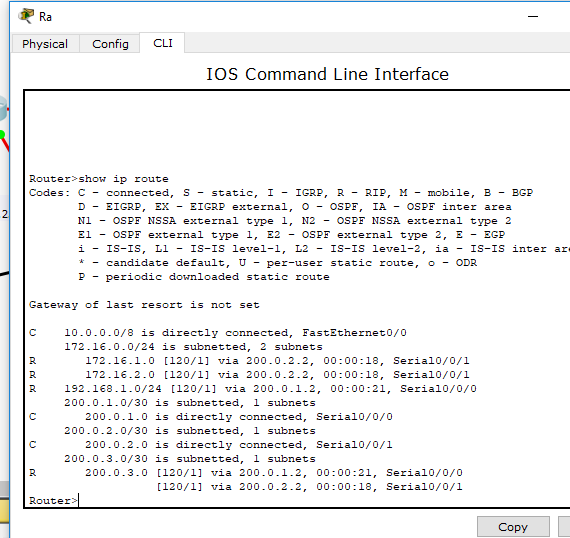 Ra
Physical Config CLI
IOS Command Line Interface
Router>show ip route
Codes: C - connected, S - static, I - IGRP, R - RIP, M - mobile, B - BGP
D - EIGRP, EX - EIGRP external, O - OSPF, IA - OSPF inter area
N1 - OSPF NSSA external type 1, N2 - OSPF NSSA external type 2
E1 - OSPF external type 1, E2 - OSPF external type 2, E - EGP
i - IS-IS, L1 - IS-IS level-1, L2 - IS-IS level-2, ia - IS-IS inter are
* - candidate default, U - per-user static route, o - ODR
P - periodic downloaded static route
Gateway of last resort is not set
C 10.0.0.0/8 is directly connected, FastEthernet0/0
172.16.0.0/24 is subnetted, 2 subnets
R 172.16.1.0 [120/1] via 200.0.2.2, 00:00:18, Serial0/0/1
R 172.16.2.0 [120/1] via 200.0.2.2, 00:00:18, Serial0/0/1
R 192.168.1.0/24 [120/1] via 200.0.1.2, 00:00:21, Serial0/0/0
200.0.1.0/30 is subnetted, 1 subnets
C 200.0.1.0 is directly connected, Serial0/0/0
200.0.2.0/30 is subnetted, 1 subnets
C 200.0.2.0 is directly connected, Serial0/0/1
200.0.3.0/30 is subnetted, 1 subnets
R 200.0.3.0 [120/1] via 200.0.1.2, 00:00:21, Serial0/0/0
[120/1] via 200.0.2.2, 00:00:18, Serial0/0/1
Router>
Copy
.2